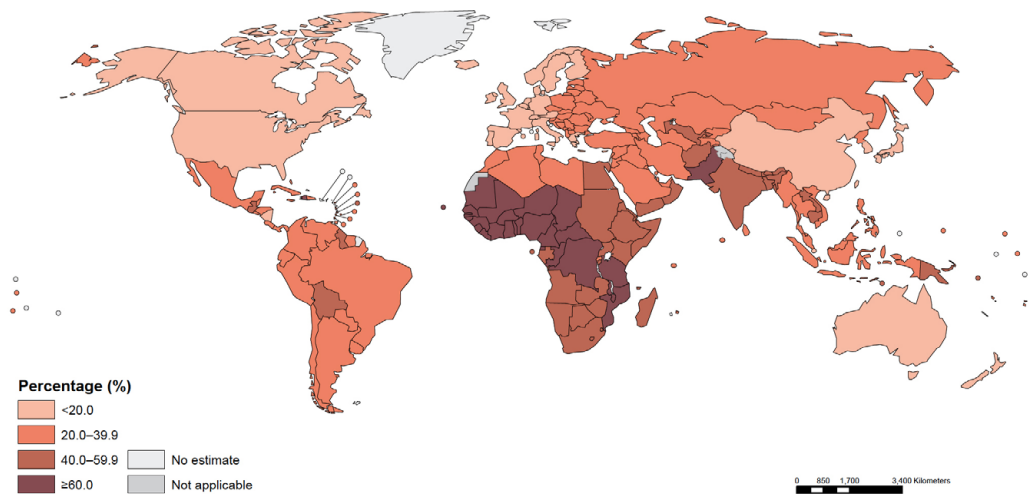 Percentage (%)
<20.0
20.0–39.9
40.0–59.9
≥60.0
No estimate
Not applicable
0 850 1,700 3,400 Kilometers